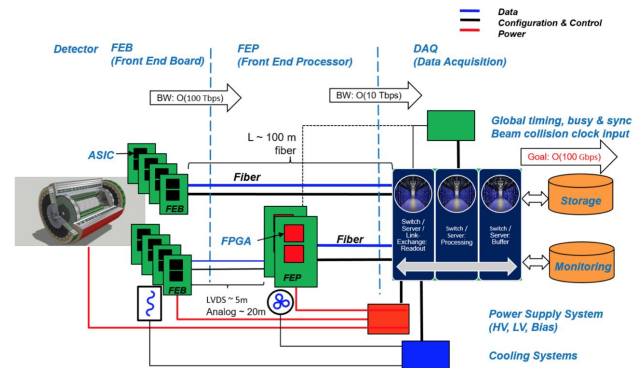 Data
Configuration & Control
Power
Detector
FEB
(Front End Board)
FEP
(Front End Processor)
DAQ
(Data Acquisition)
BW: O(100 Tbps)
BW: O(10 Tbps)
Global timing, busy & sync
Beam collision clock input
Goal: O(100 Gbps)
L ~ 100 m
fiber
ASIC
Fiber
FEB
FPGA
Fiber
FEP
Switch /
Server /
Link
Exchange:
Readout
Switch /
Server:
Processing
Switch /
Server:
Buffer
Storage
Monitoring
FEB
LVDS ~ 5m
Analog ~ 20m
Power Supply System
(HV, LV, Bias)
Cooling Systems